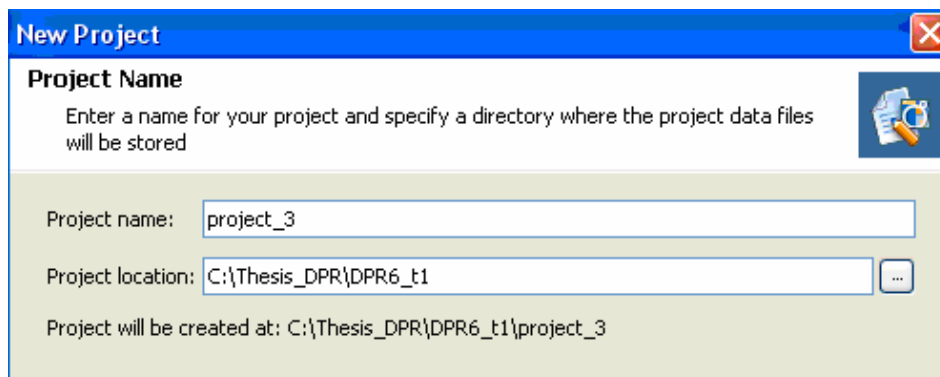 New Project
Project Name
Enter a name for your project and specify a directory where the project data files
will be stored
Project name: project_3
Project location: C:\Thesis_DPR\DPR6_t1 ...
Project will be created at: C:\Thesis_DPR\DPR6_t1\project_3